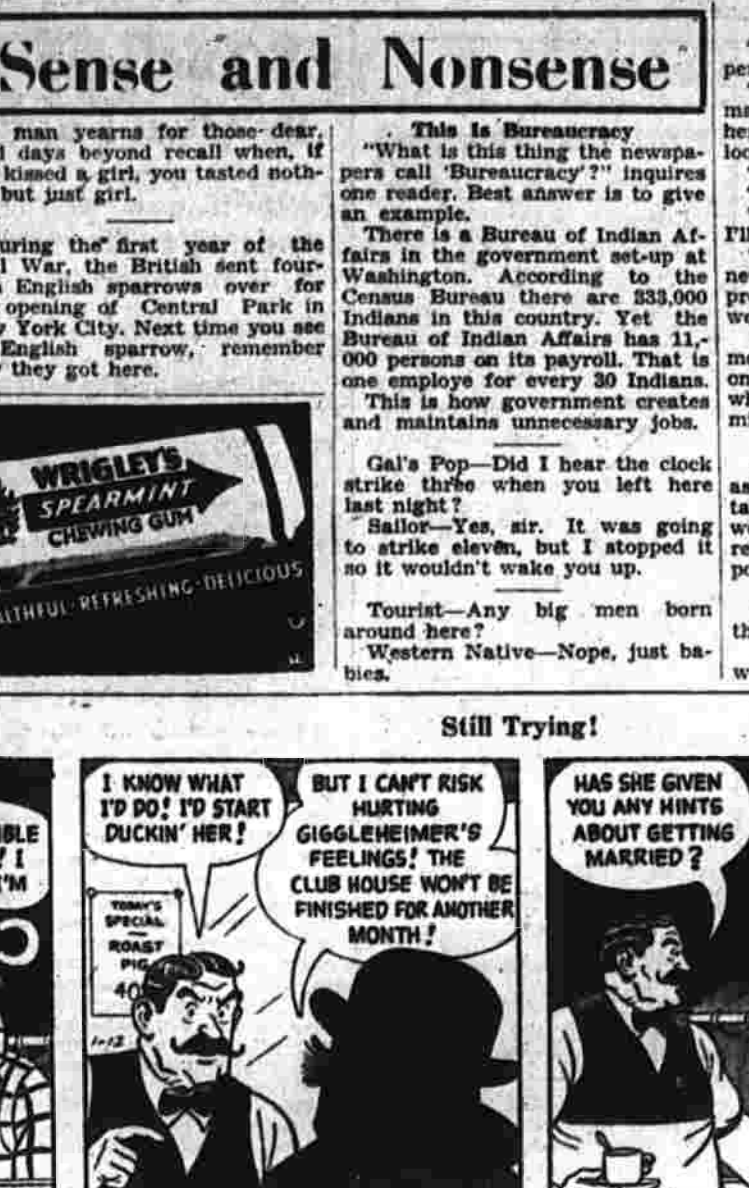 Sense and Nonsense
man yearns for those dear,
days beyond recall when, if
kissed a girl, you tasted noth-
but just girl.
uring the first year of the
l War, the British sent four-
English sparrows over for
opening of Central Park in
York City. Next time you see
English sparrow, remember
they got here.
WRIGLEY'S
SPEARMINT
CHEWING GUM
LTHFUL · REFRESHING · DELICIOUS
This Is Bureaucracy
"What is this thing the newspa-
pers call 'Bureaucracy'?" inquires
one reader. Best answer is to give
an example.
There is a Bureau of Indian Af-
fairs in the government set-up at
Washington. According to the
Census Bureau there are 333,000
Indians in this country. Yet the
Bureau of Indian Affairs has 11,-
000 persons on its payroll. That is
one employe for every 30 Indians.
This is how government creates
and maintains unnecessary jobs.
Gal's Pop—Did I hear the clock
strike three when you left here
last night?
Sailor—Yes, sir. It was going
to strike eleven, but I stopped it
so it wouldn't wake you up.
Tourist—Any big men born
around here?
Western Native—Nope, just ba-
bies.
per
I'll
Still Trying!
BLE
! I
'M
I KNOW WHAT
I'D DO! I'D START
DUCKIN' HER!
BUT I CAN'T RISK
HURTING
GIGGLEHEIMER'S
FEELINGS! THE
CLUB HOUSE WON'T BE
FINISHED FOR ANOTHER
MONTH!
TODAY'S
SPECIAL
ROAST
PIG
40
1-12
HAS SHE GIVEN
YOU ANY HINTS
ABOUT GETTING
MARRIED?